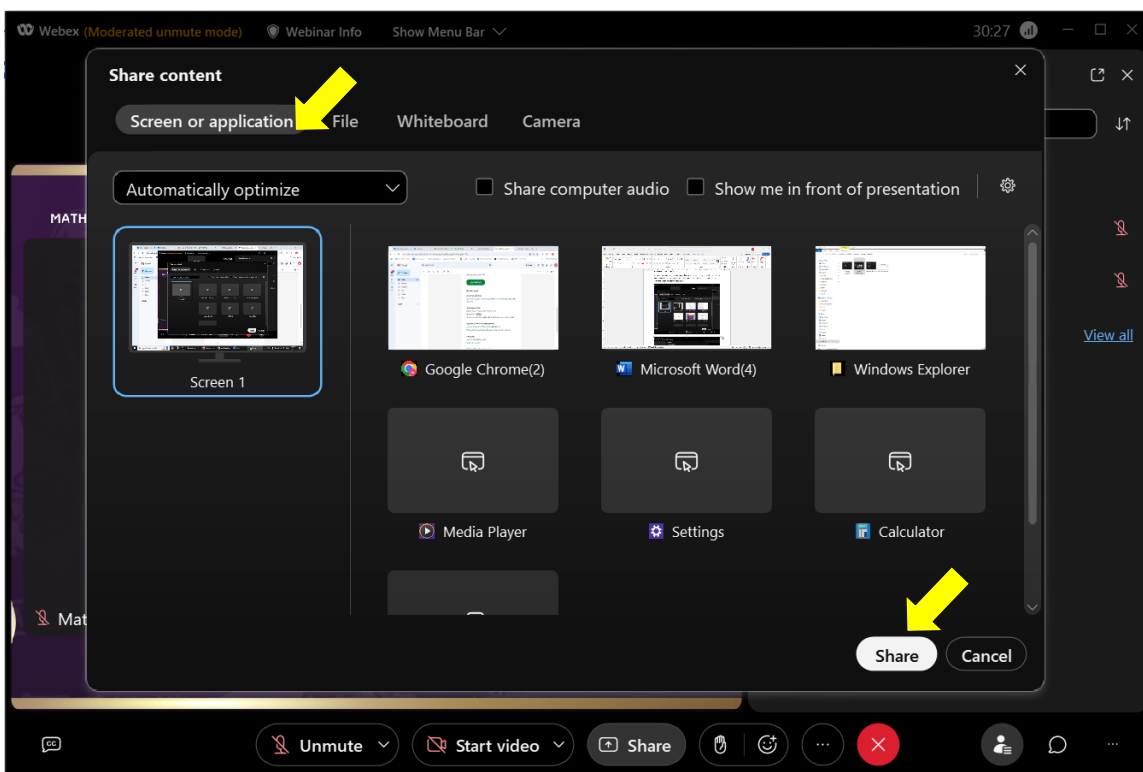 Webex (Moderated unmute mode) Webinar Info Show Menu Bar 30:27
Share content
Screen or application File Whiteboard Camera
Automatically optimize Share computer audio Show me in front of presentation
MATH
Screen 1
Google Chrome(2) Microsoft Word(4) Windows Explorer
View all
Media Player Settings Calculator
Mat
Share Cancel
CC Unmute Start video Share